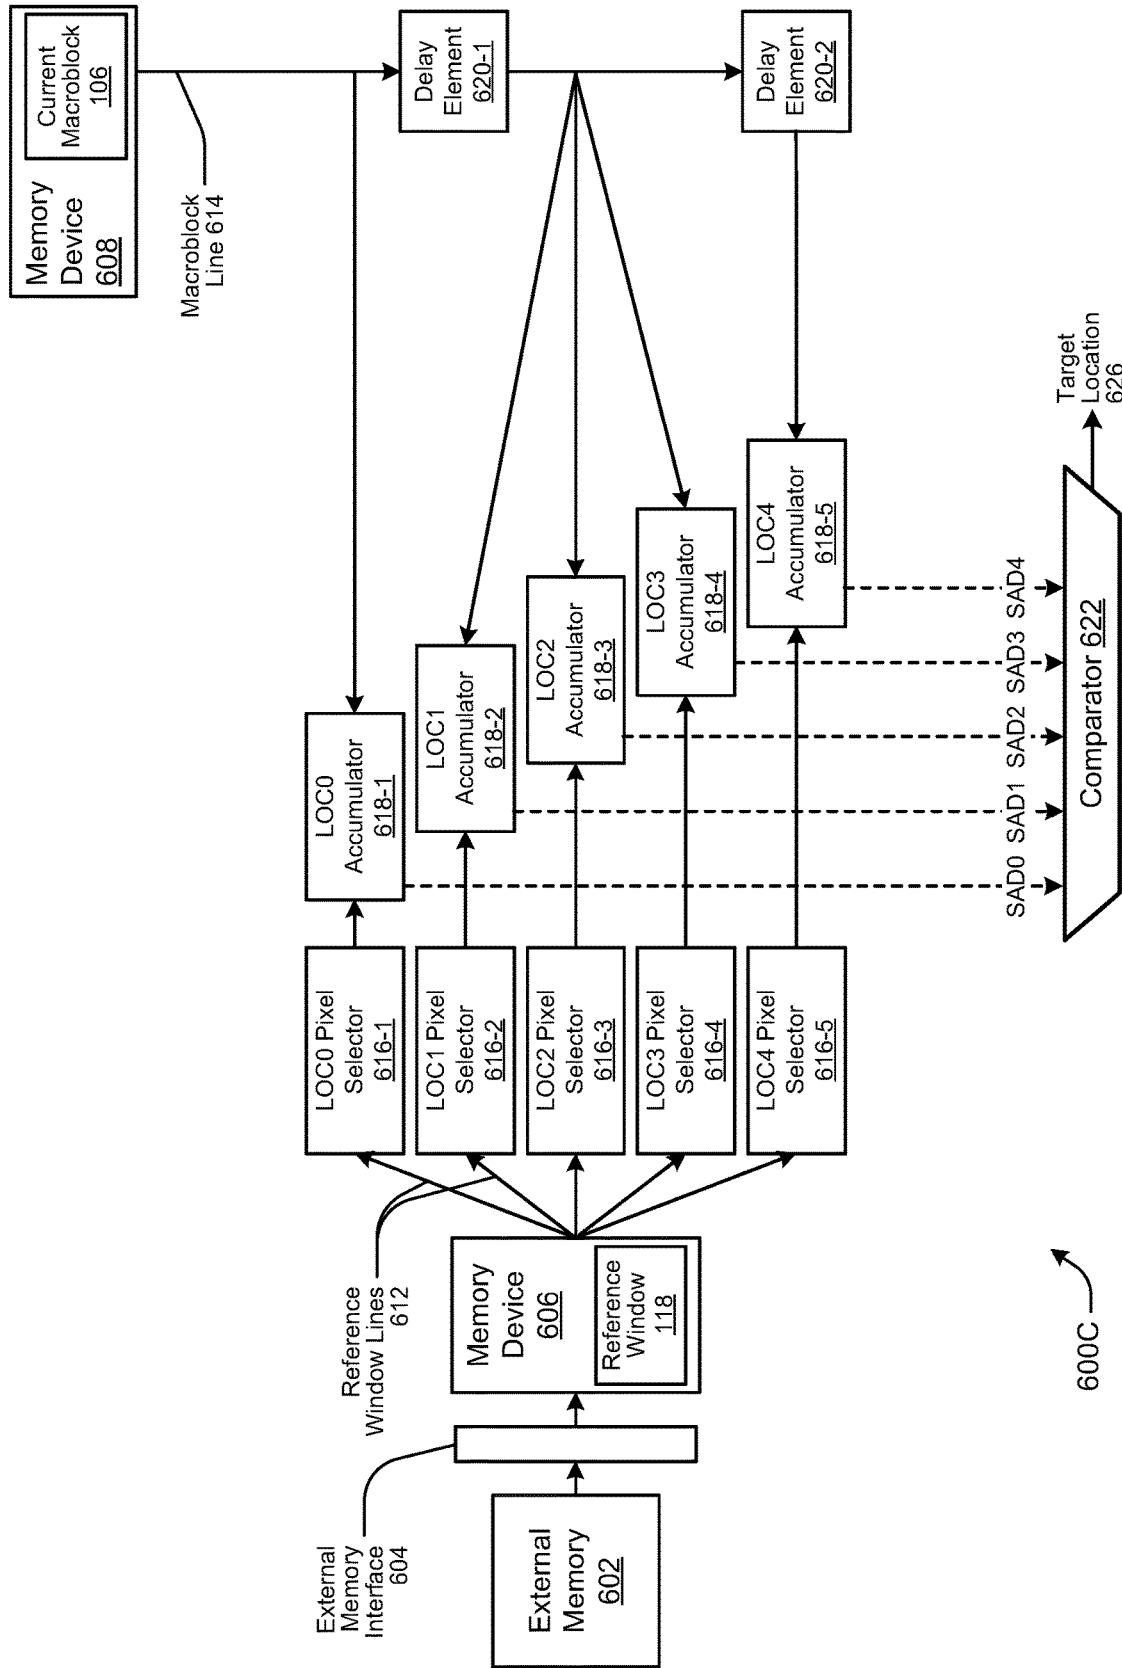 External
Memory
602
External
Memory
Interface
604
Reference
Window Lines
612
Memory
Device
606
Reference
Window
118
LOC0 Pixel
Selector
616-1
LOC1 Pixel
Selector
616-2
LOC2 Pixel
Selector
616-3
LOC3 Pixel
Selector
616-4
LOC4 Pixel
Selector
616-5
LOC0
Accumulator
618-1
LOC1
Accumulator
618-2
LOC2
Accumulator
618-3
LOC3
Accumulator
618-4
LOC4
Accumulator
618-5
Memory
Device
608
Current
Macroblock
106
Macroblock
Line 614
Delay
Element
620-1
Delay
Element
620-2
SAD0
SAD1
SAD2
SAD3
SAD4
Comparator 622
Target
Location
626
600C